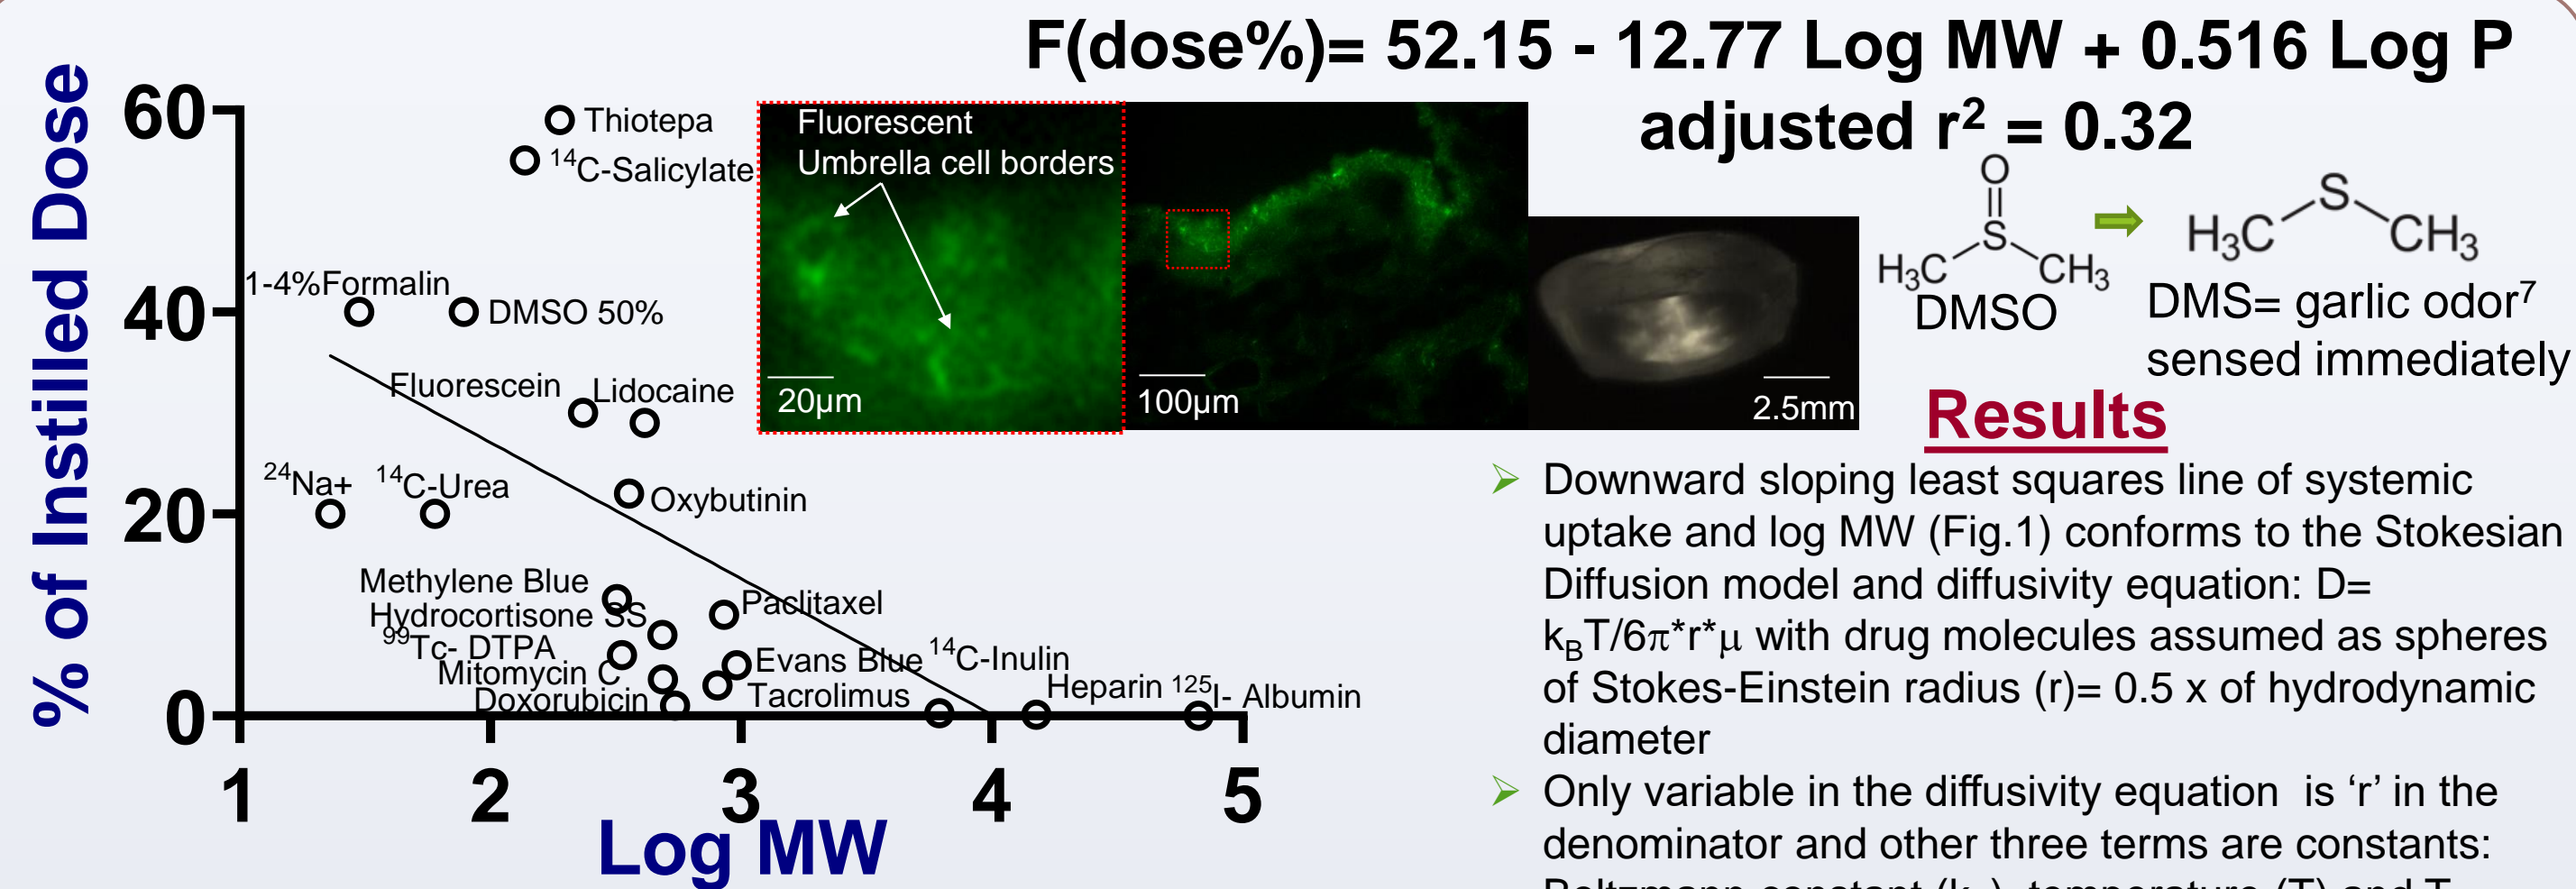 F(dose%)= 52.15 - 12.77 Log MW + 0.516 Log P
adjusted r² = 0.32
% of Instilled Dose
60
40
20
0
1
2
3
4
5
Log MW
Thiotepa
¹⁴C-Salicylate
1-4%Formalin
DMSO 50%
Fluorescein
Lidocaine
²⁴Na+
¹⁴C-Urea
Oxybutinin
Methylene Blue
Hydrocortisone SS
⁹⁹Tc- DTPA
Mitomycin C
Doxorubicin
Paclitaxel
Evans Blue
Tacrolimus
¹⁴C-Inulin
Heparin
¹²⁵I- Albumin
Fluorescent
Umbrella cell borders
20µm
100µm
2.5mm
O
S
H₃C
CH₃
DMSO
S
H₃C
CH₃
DMS= garlic odor⁷
sensed immediately
Results
➢ Downward sloping least squares line of systemic
uptake and log MW (Fig.1) conforms to the Stokesian
Diffusion model and diffusivity equation: D=
k_BT/6π*r*μ with drug molecules assumed as spheres
of Stokes-Einstein radius (r)= 0.5 x of hydrodynamic
diameter
➢ Only variable in the diffusivity equation is ‘r’ in the
denominator and other three terms are constants:
Boltzmann constant (k_B), temperature (T) and